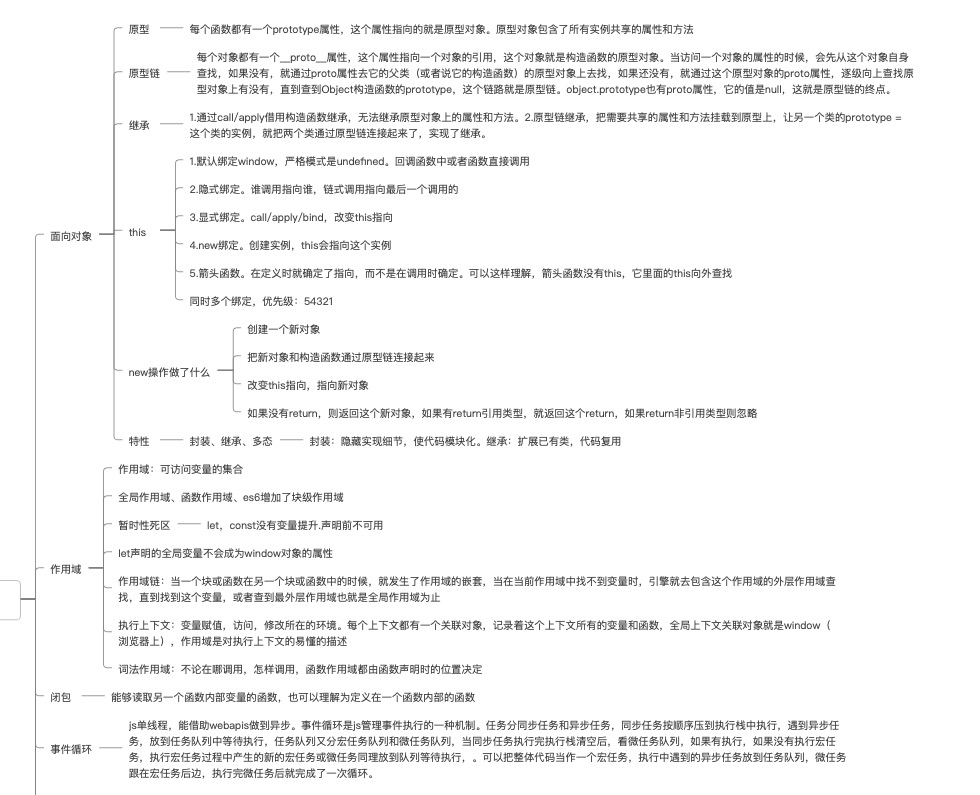 原型
每个函数都有一个prototype属性，这个属性指向的就是原型对象。原型对象包含了所有实例共享的属性和方法
原型链
每个对象都有一个__proto__属性，这个属性指向一个对象的引用，这个对象就是构造函数的原型对象。当访问一个对象的属性的时候，会先从这个对象自身
查找，如果没有，就通过proto属性去它的父类（或者说它的构造函数）的原型对象上去找，如果还没有，就通过这个原型对象的proto属性，逐级向上查找原
型对象上有没有，直到查到Object构造函数的prototype，这个链路就是原型链。object.prototype也有proto属性，它的值是null，这就是原型链的终点。
继承
1.通过call/apply借用构造函数继承，无法继承原型对象上的属性和方法。2.原型链继承，把需要共享的属性和方法挂载到原型上，让另一个类的prototype =
这个类的实例，就把两个类通过原型链连接起来了，实现了继承。
面向对象
this
1.默认绑定window，严格模式是undefined。回调函数中或者函数直接调用
2.隐式绑定。谁调用指向谁，链式调用指向最后一个调用的
3.显式绑定。call/apply/bind，改变this指向
4.new绑定。创建实例，this会指向这个实例
5.箭头函数。在定义时就确定了指向，而不是在调用时确定。可以这样理解，箭头函数没有this，它里面的this向外查找
同时多个绑定，优先级：54321
new操作做了什么
创建一个新对象
把新对象和构造函数通过原型链连接起来
改变this指向，指向新对象
如果没有return，则返回这个新对象，如果有return引用类型，就返回这个return，如果return非引用类型则忽略
特性
封装、继承、多态
封装：隐藏实现细节，使代码模块化。继承：扩展已有类，代码复用
作用域
作用域：可访问变量的集合
全局作用域、函数作用域、es6增加了块级作用域
暂时性死区
let，const没有变量提升.声明前不可用
let声明的全局变量不会成为window对象的属性
作用域链：当一个块或函数在另一个块或函数中的时候，就发生了作用域的嵌套，当在当前作用域中找不到变量时，引擎就去包含这个作用域的外层作用域查
找，直到找到这个变量，或者查到最外层作用域也就是全局作用域为止
执行上下文：变量赋值，访问，修改所在的环境。每个上下文都有一个关联对象，记录着这个上下文所有的变量和函数，全局上下文关联对象就是window（
浏览器上），作用域是对执行上下文的易懂的描述
词法作用域：不论在哪调用，怎样调用，函数作用域都由函数声明时的位置决定
闭包
能够读取另一个函数内部变量的函数，也可以理解为定义在一个函数内部的函数
事件循环
js单线程，能借助webapis做到异步。事件循环是js管理事件执行的一种机制。任务分同步任务和异步任务，同步任务按顺序压到执行栈中执行，遇到异步任
务，放到任务队列中等待执行，任务队列又分宏任务队列和微任务队列，当同步任务执行完执行栈清空后，看微任务队列，如果有执行，如果没有执行宏任
务，执行宏任务过程中产生的新的宏任务或微任务同理放到队列等待执行，。可以把整体代码当作一个宏任务，执行中遇到的异步任务放到任务队列，微任务
跟在宏任务后边，执行完微任务后就完成了一次循环。